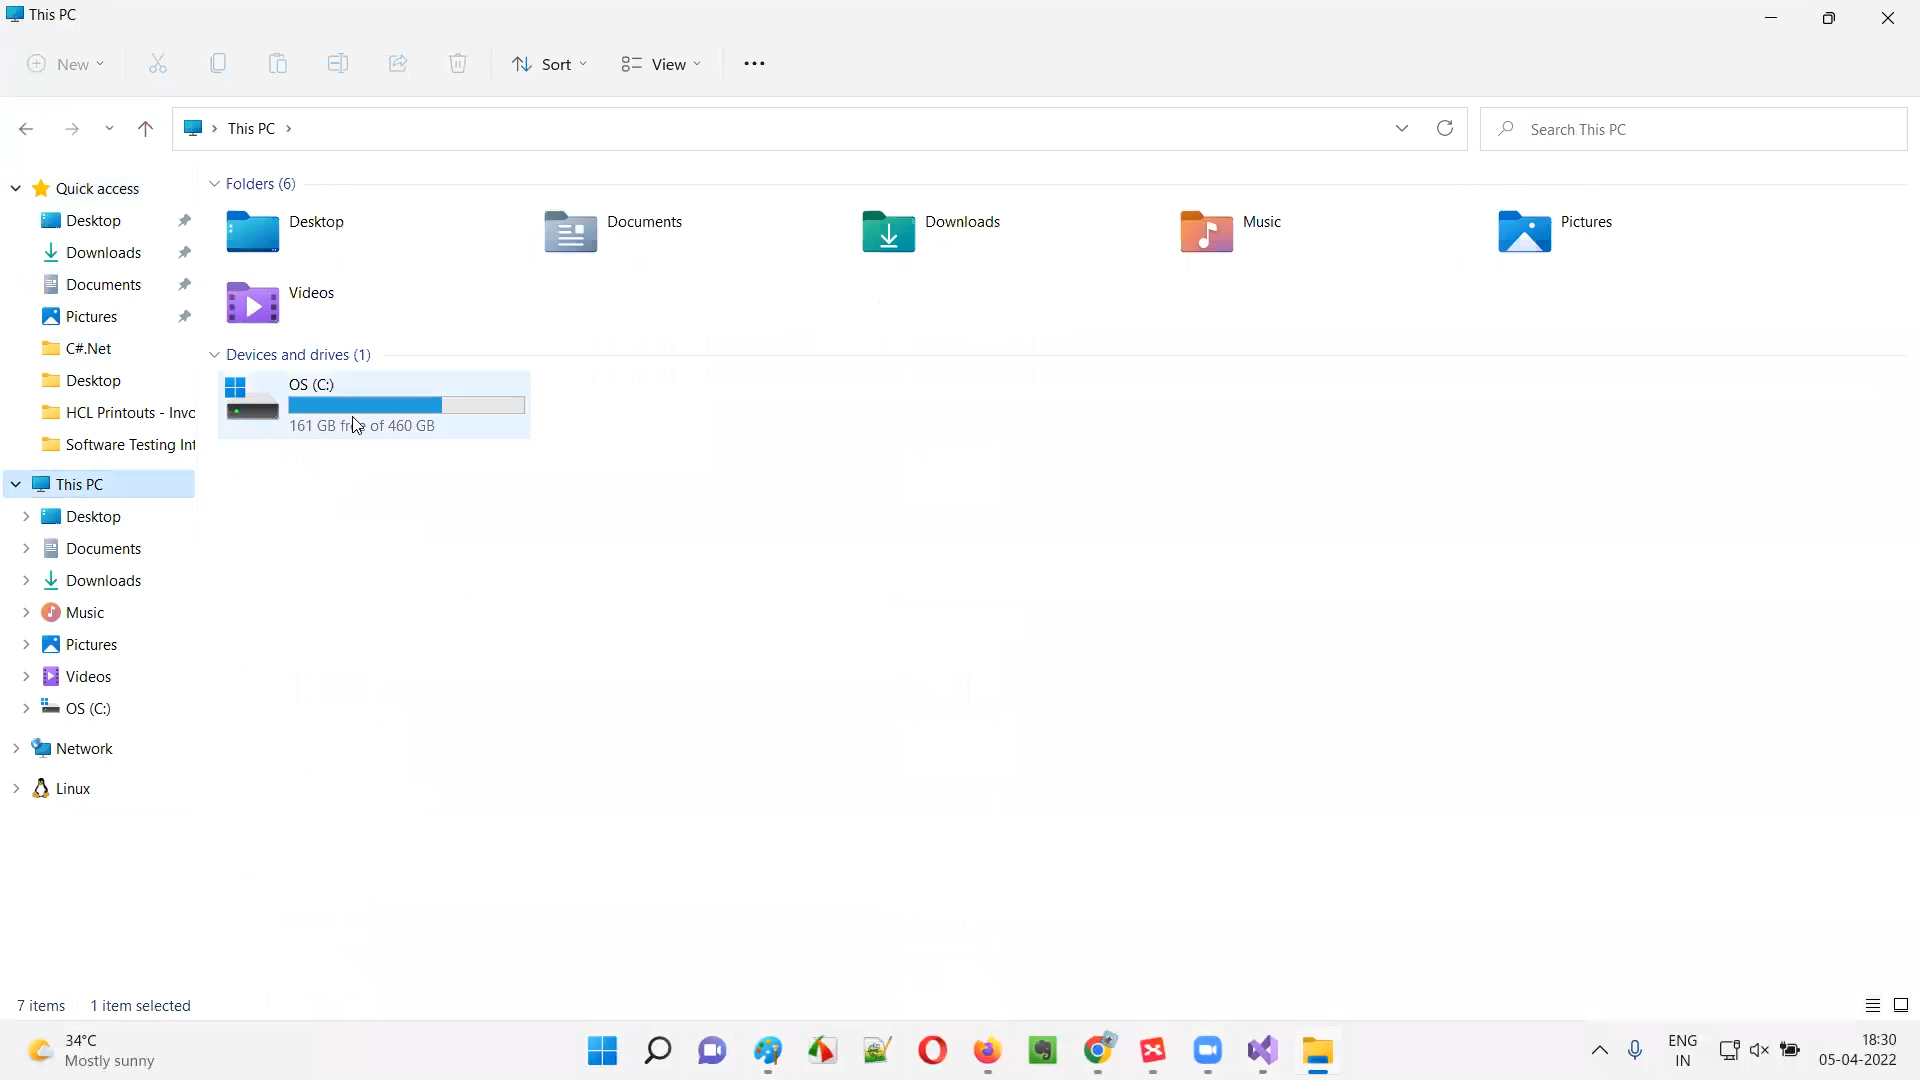 This PC
New
Sort
View
This PC
Search This PC
Quick access
Desktop
Downloads
Documents
Pictures
C#.Net
Desktop
HCL Printouts - Invo
Software Testing Int
This PC
Desktop
Documents
Downloads
Music
Pictures
Videos
OS (C:)
Network
Linux
Folders (6)
Desktop
Documents
Downloads
Music
Pictures
Videos
Devices and drives (1)
OS (C:)
161 GB free of 460 GB
7 items 1 item selected
34°C
Mostly sunny
ENG
IN
18:30
05-04-2022